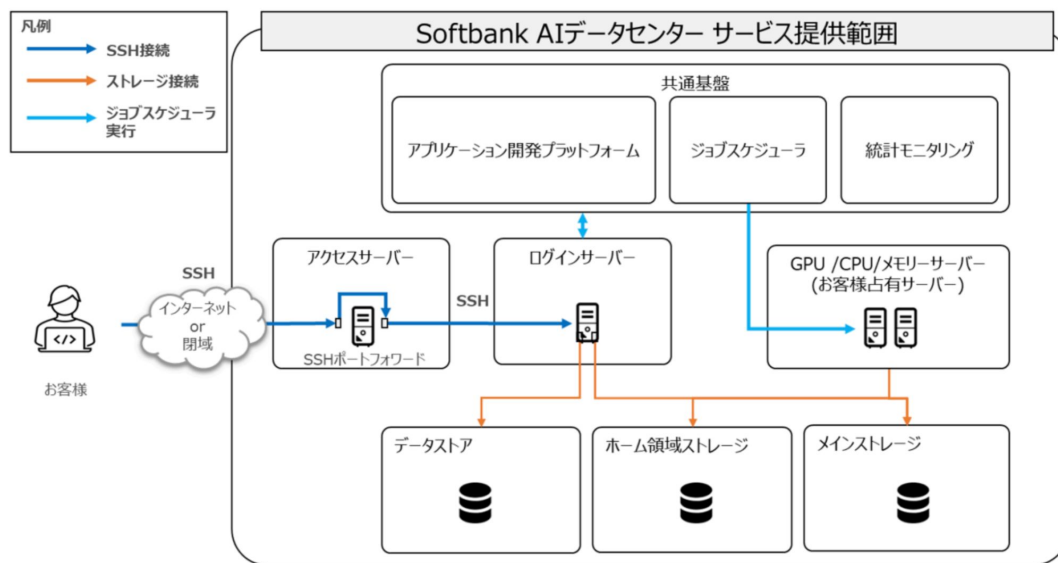 凡例
SSH接続
ストレージ接続
ジョブスケジューラ
実行
Softbank AIデータセンター サービス提供範囲
共通基盤
アプリケーション開発プラットフォーム
ジョブスケジューラ
統計モニタリング
アクセスサーバー
ログインサーバー
GPU /CPU/メモリーサーバー
(お客様占有サーバー)
SSH
SSH
インターネット
or
閉域
SSHポートフォワード
お客様
データストア
ホーム領域ストレージ
メインストレージ